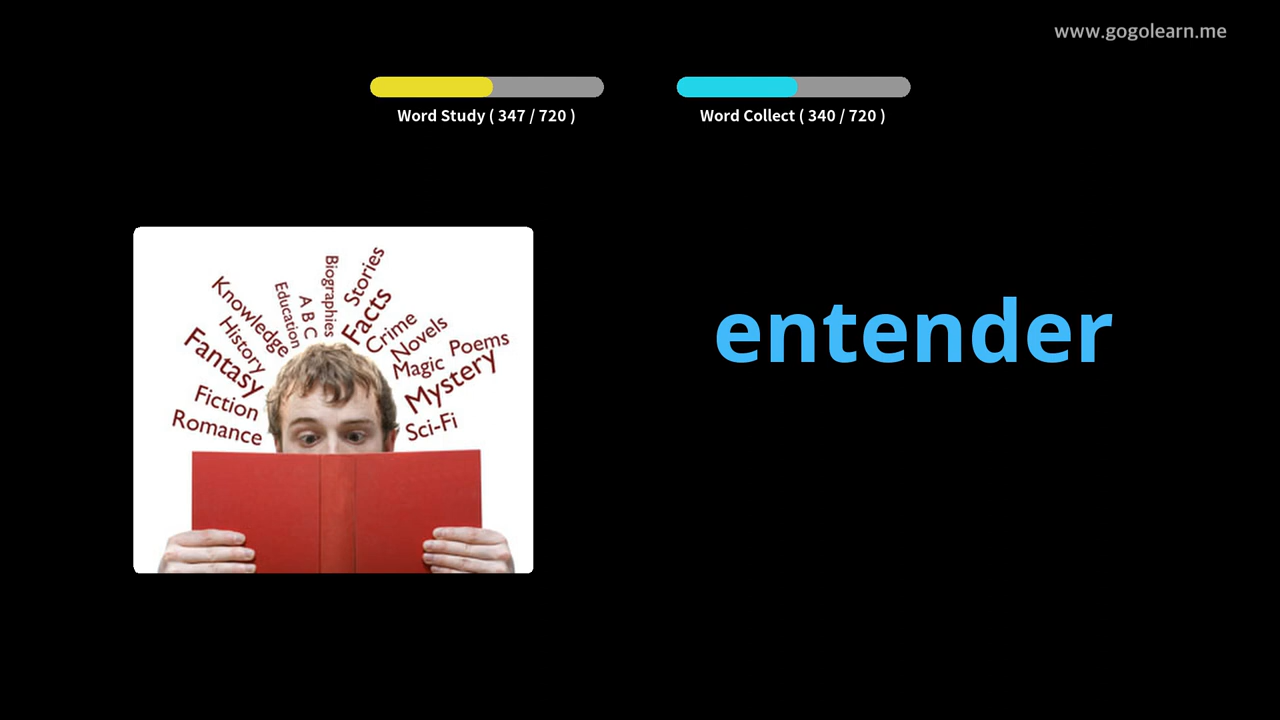 www.gogolearn.me
Word Study ( 347 / 720 )
Word Collect ( 340 / 720 )
Stories
Biographies
Facts
A B C
Education
Knowledge
Crime
Novels
History
Poems
Fantasy
Magic
Mystery
Fiction
Romance
Sci-Fi
entender